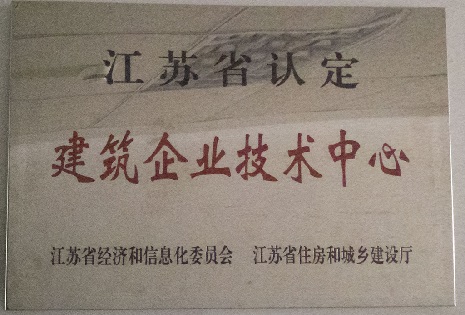 江苏省认定
建筑企业技术中心
江苏省经济和信息化委员会 江苏省住房和城乡建设厅